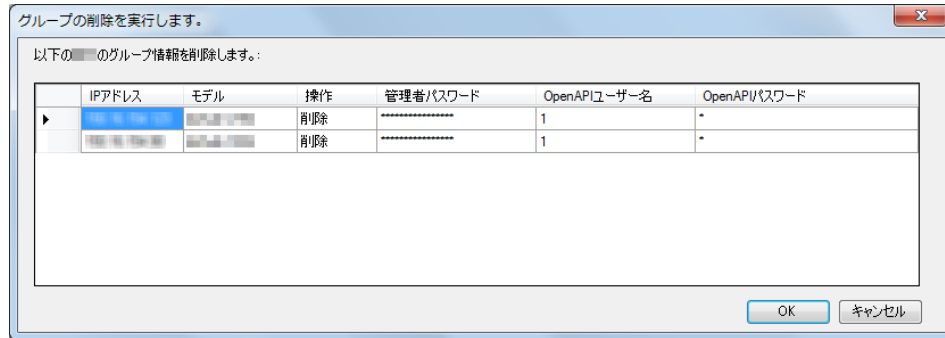 グループの削除を実行します。
以下の のグループ情報を削除します。:
IPアドレス モデル 操作 管理者パスワード OpenAPIユーザー名 OpenAPIパスワード
削除 **************** 1 *
削除 **************** 1 *
OK キャンセル